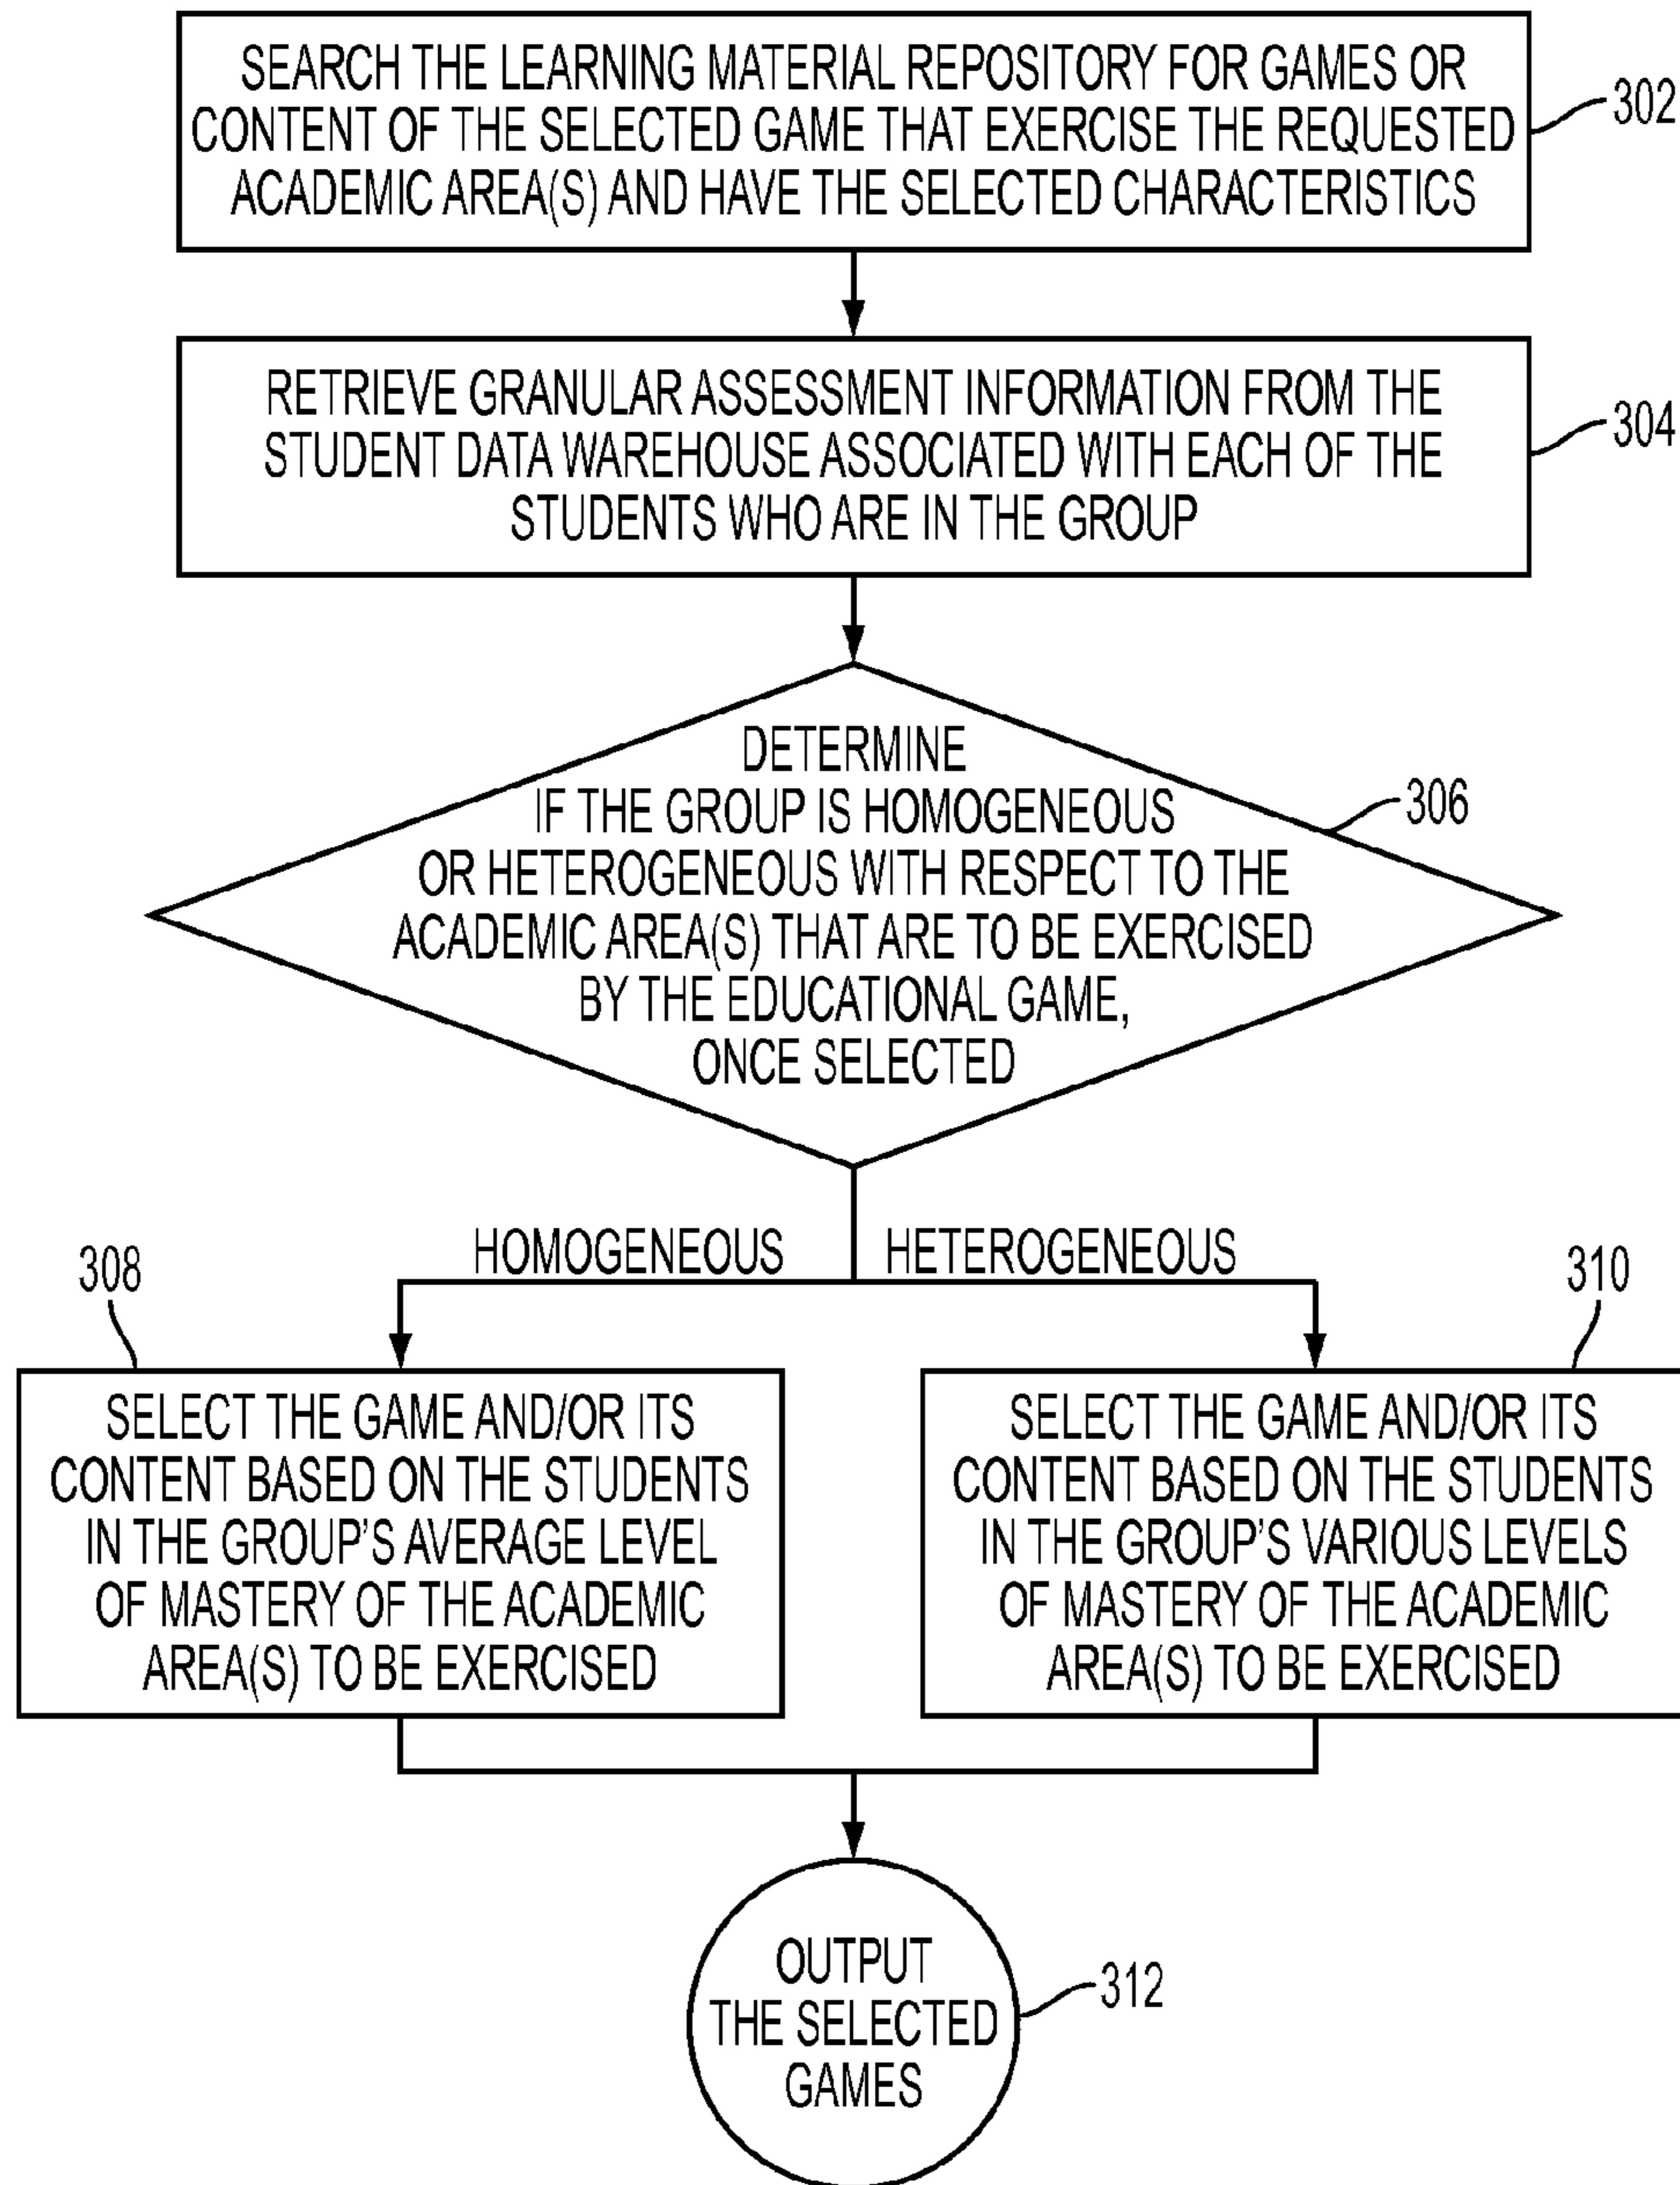 SEARCH THE LEARNING MATERIAL REPOSITORY FOR GAMES OR
CONTENT OF THE SELECTED GAME THAT EXERCISE THE REQUESTED
ACADEMIC AREA(S) AND HAVE THE SELECTED CHARACTERISTICS
302
RETRIEVE GRANULAR ASSESSMENT INFORMATION FROM THE
STUDENT DATA WAREHOUSE ASSOCIATED WITH EACH OF THE
STUDENTS WHO ARE IN THE GROUP
304
DETERMINE
IF THE GROUP IS HOMOGENEOUS
OR HETEROGENEOUS WITH RESPECT TO THE
ACADEMIC AREA(S) THAT ARE TO BE EXERCISED
BY THE EDUCATIONAL GAME,
ONCE SELECTED
306
HOMOGENEOUS
HETEROGENEOUS
308
SELECT THE GAME AND/OR ITS
CONTENT BASED ON THE STUDENTS
IN THE GROUP'S AVERAGE LEVEL
OF MASTERY OF THE ACADEMIC
AREA(S) TO BE EXERCISED
310
SELECT THE GAME AND/OR ITS
CONTENT BASED ON THE STUDENTS
IN THE GROUP'S VARIOUS LEVELS
OF MASTERY OF THE ACADEMIC
AREA(S) TO BE EXERCISED
OUTPUT
THE SELECTED
GAMES
312